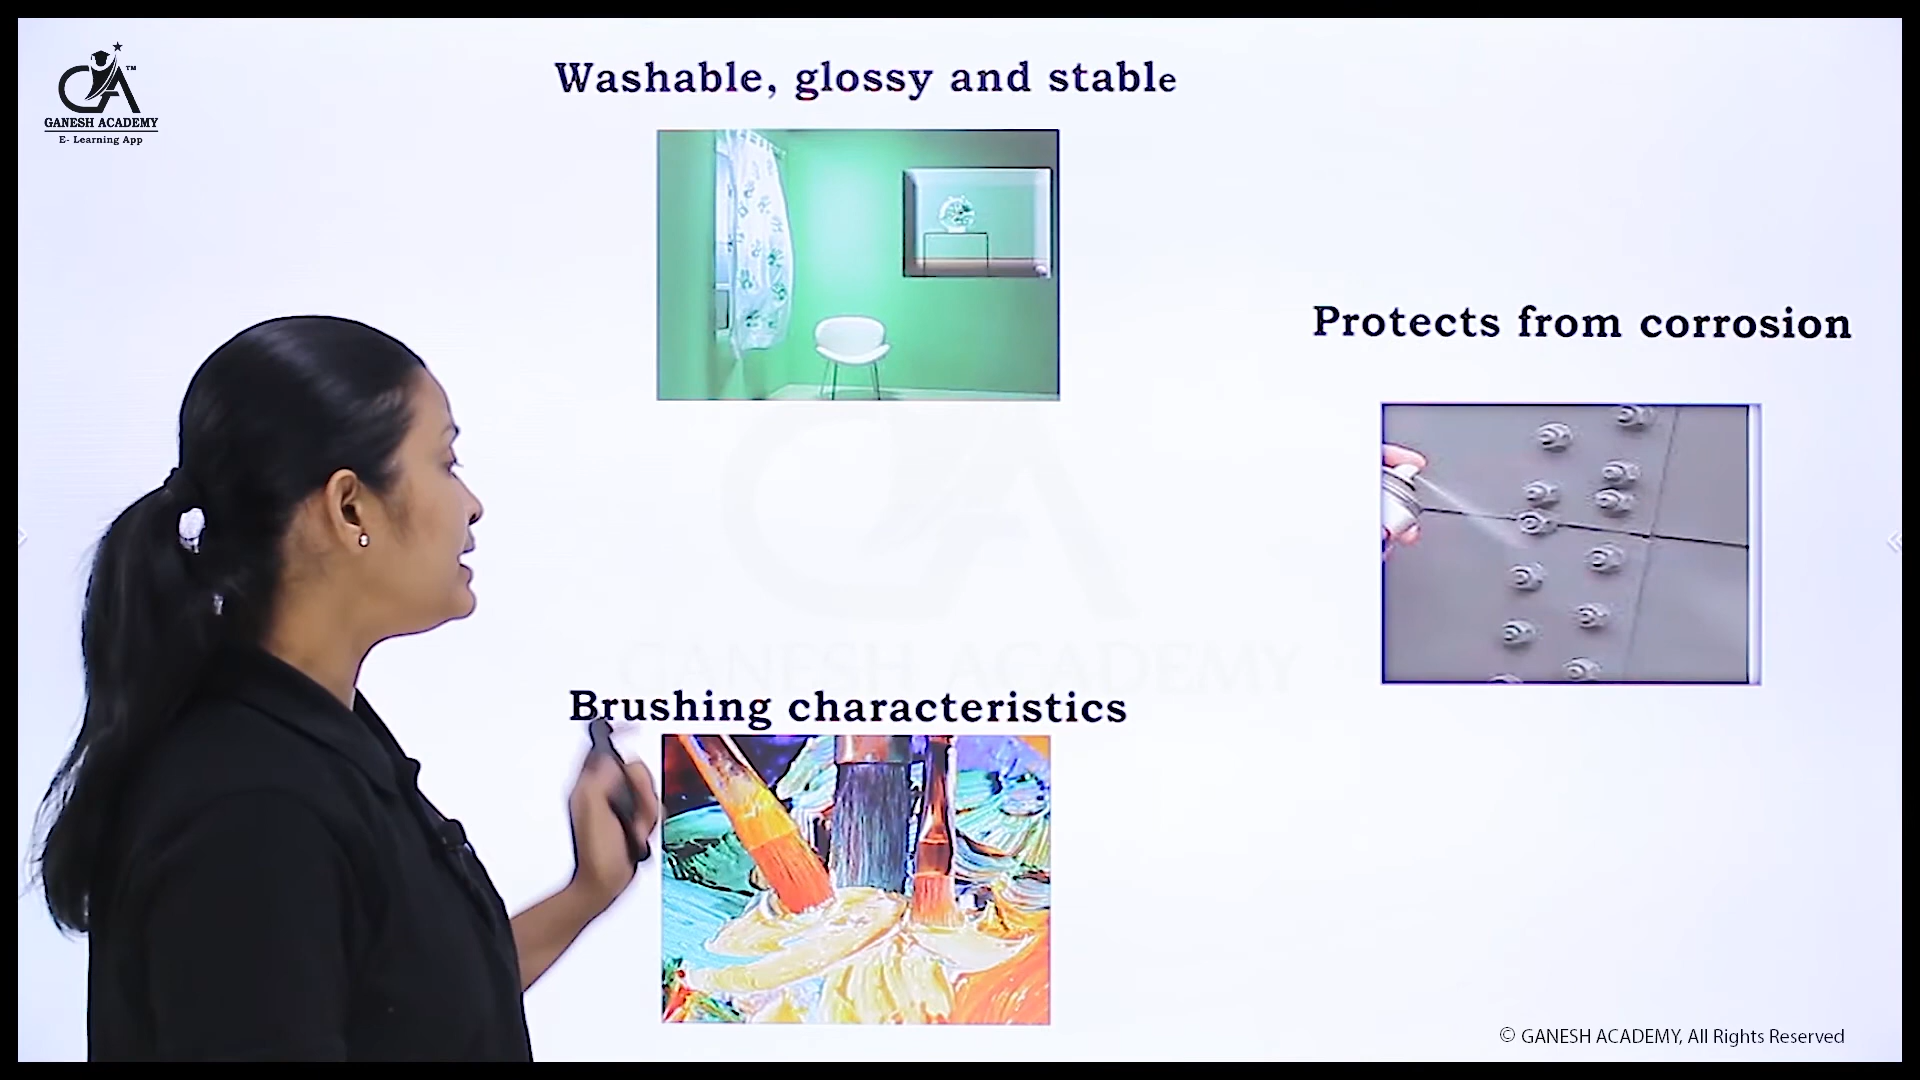 GA™
GANESH ACADEMY
E- Learning App
Washable, glossy and stable
Protects from corrosion
GANESH ACADEMY
Brushing characteristics
© GANESH ACADEMY, All Rights Reserved